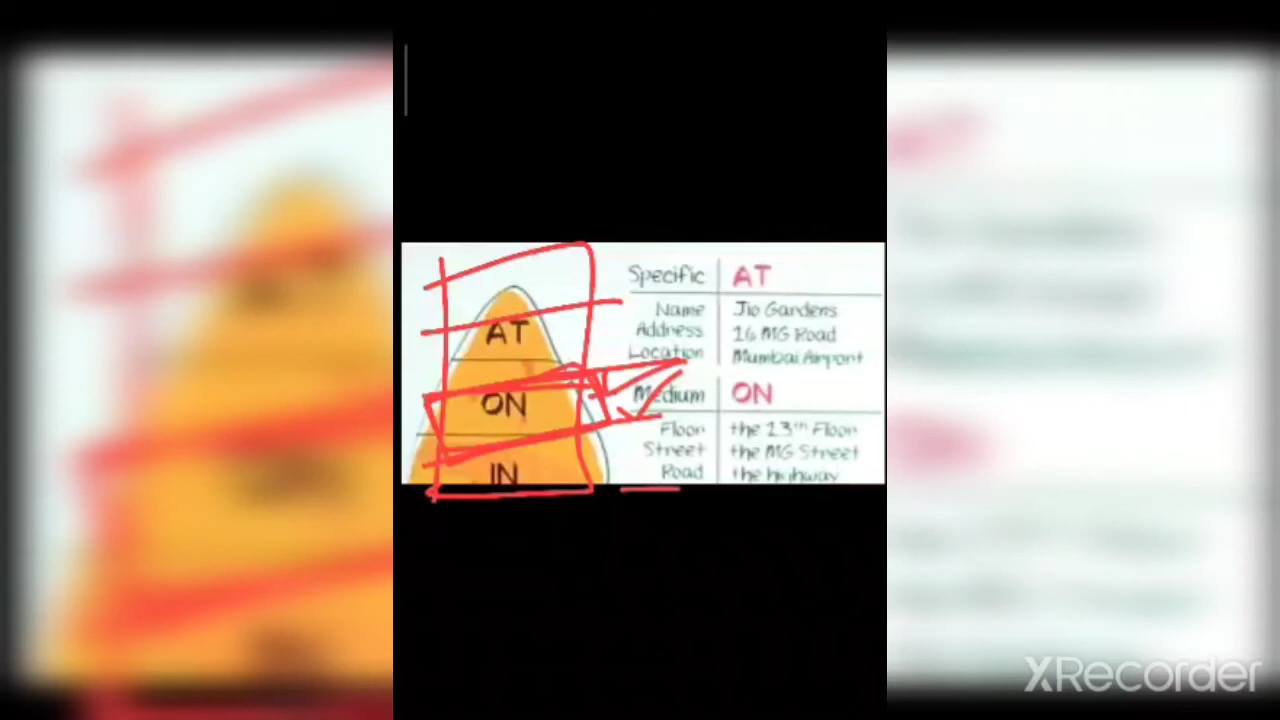 Specific AT
Name Jio Gardens
AT
Address 16 MG Road
Location Mumbai Airport
Medium ON
ON
Floor the 23th Floor
Street the MG Street
IN
Road the highway
XRecorder